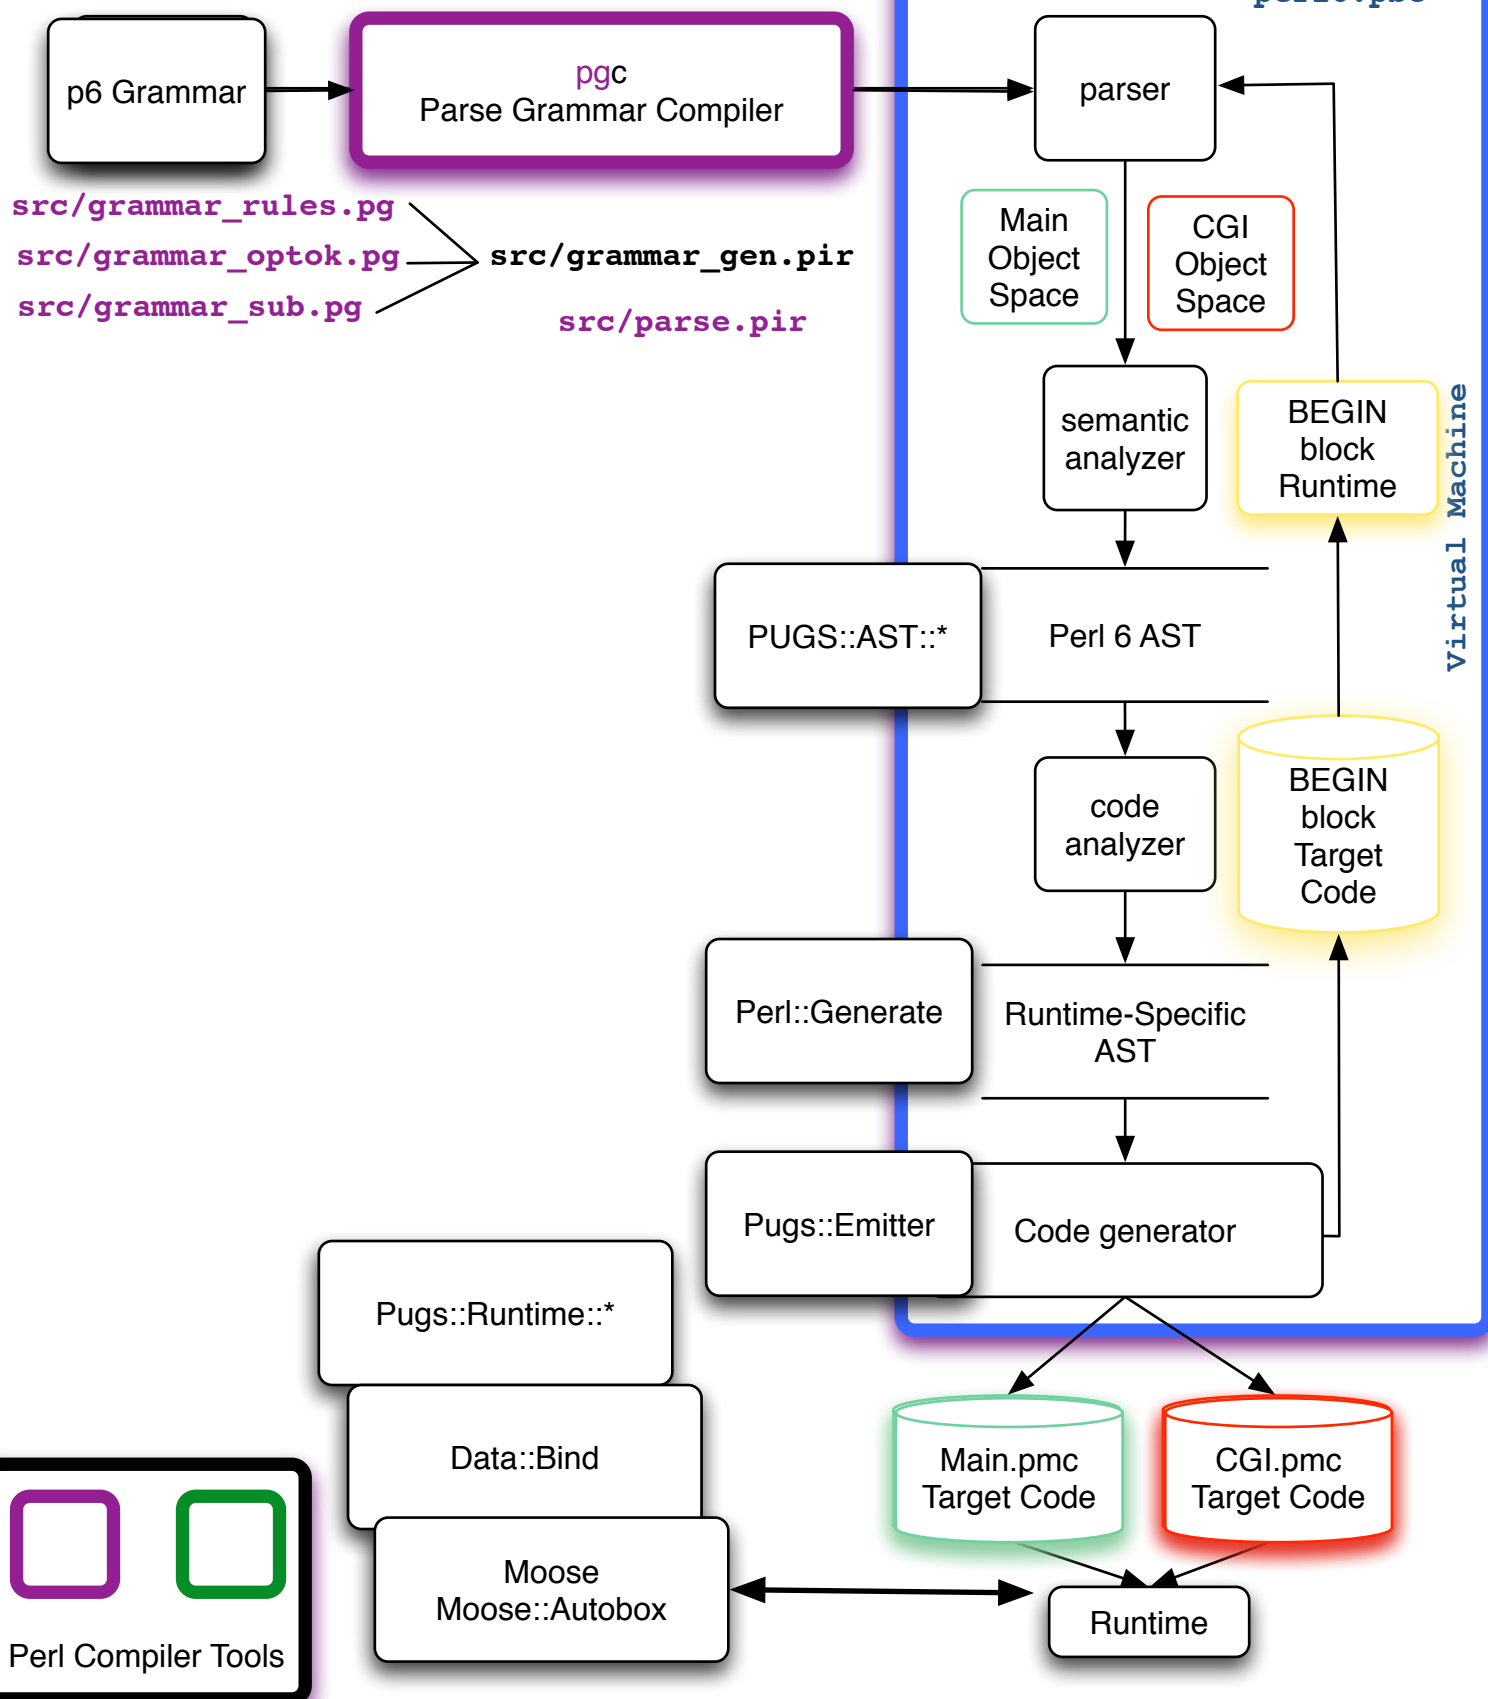 p6 Grammar
pgc
Parse Grammar Compiler
parser
src/grammar_rules.pg
src/grammar_optok.pg
src/grammar_sub.pg
src/grammar_gen.pir
src/parse.pir
Main
Object
Space
CGI
Object
Space
semantic
analyzer
BEGIN
block
Runtime
Virtual Machine
PUGS::AST::*
Perl 6 AST
code
analyzer
BEGIN
block
Target
Code
Perl::Generate
Runtime-Specific
AST
Pugs::Emitter
Code generator
Pugs::Runtime::*
Data::Bind
Moose
Moose::Autobox
Main.pmc
Target Code
CGI.pmc
Target Code
Runtime
Perl Compiler Tools